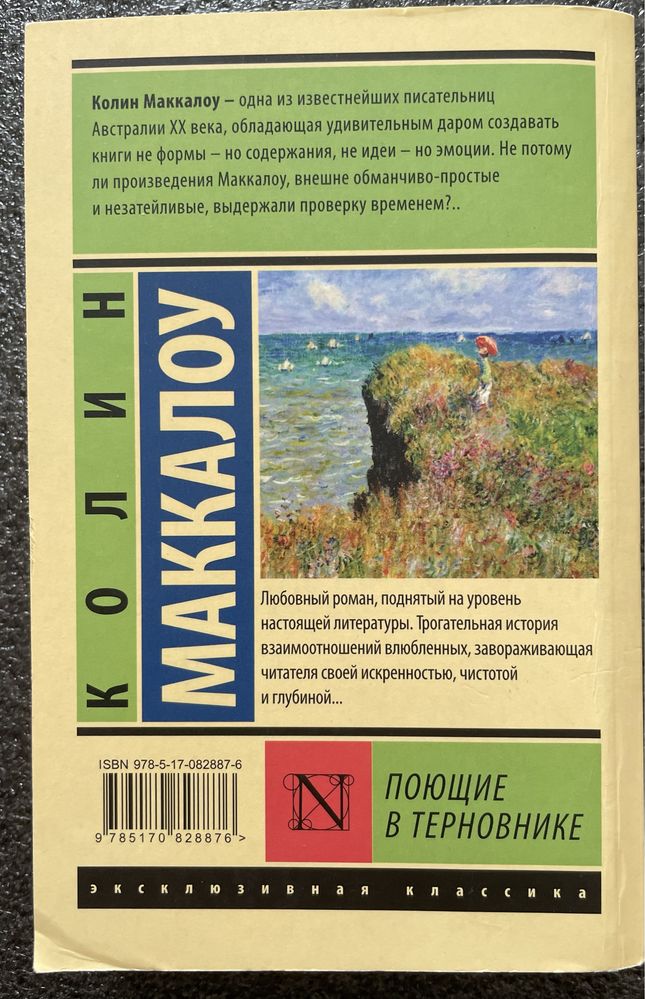 Колин Маккалоу – одна из известнейших писательниц
Австралии XX века, обладающая удивительным даром создавать
книги не формы – но содержания, не идеи – но эмоции. Не потому
ли произведения Маккалоу, внешне обманчиво-простые
и незатейливые, выдержали проверку временем?..
КОЛИН
МАККАЛОУ
Любовный роман, поднятый на уровень
настоящей литературы. Трогательная история
взаимоотношений влюбленных, завораживающая
читателя своей искренностью, чистотой
и глубиной...
ISBN 978-5-17-082887-6
9 785170 828876 >
N
ПОЮЩИЕ
В ТЕРНОВНИКЕ
эксклюзивная классика